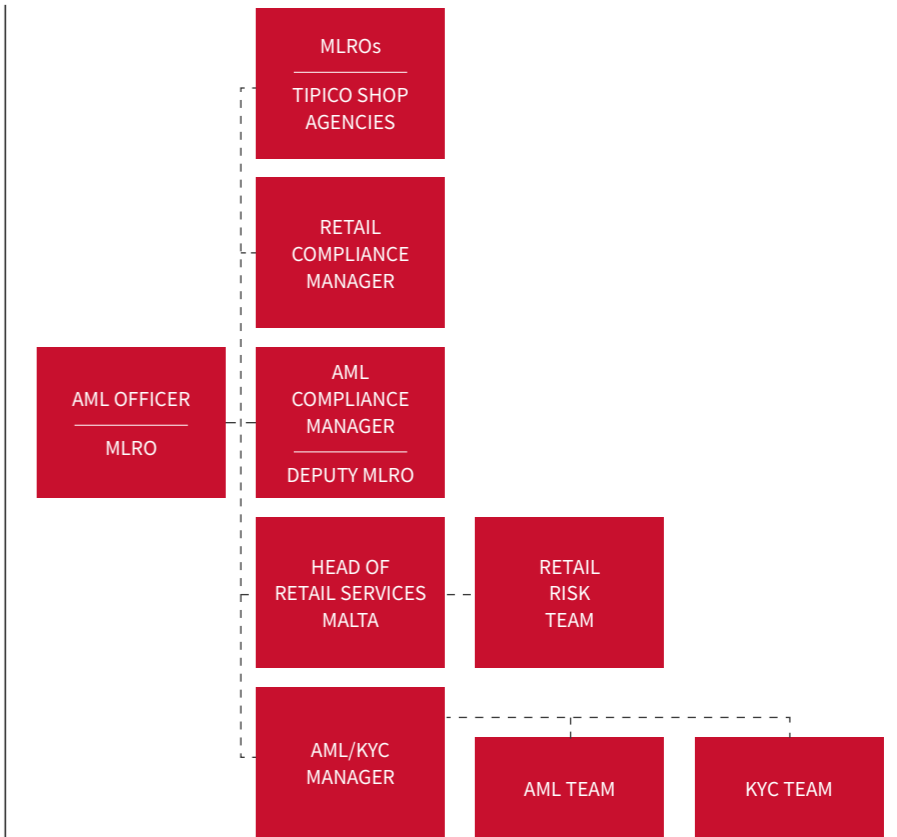 MLROs
TIPICO SHOP
AGENCIES
RETAIL
COMPLIANCE
MANAGER
AML OFFICER
MLRO
AML
COMPLIANCE
MANAGER
DEPUTY MLRO
HEAD OF
RETAIL SERVICES
MALTA
RETAIL
RISK
TEAM
AML/KYC
MANAGER
AML TEAM
KYC TEAM